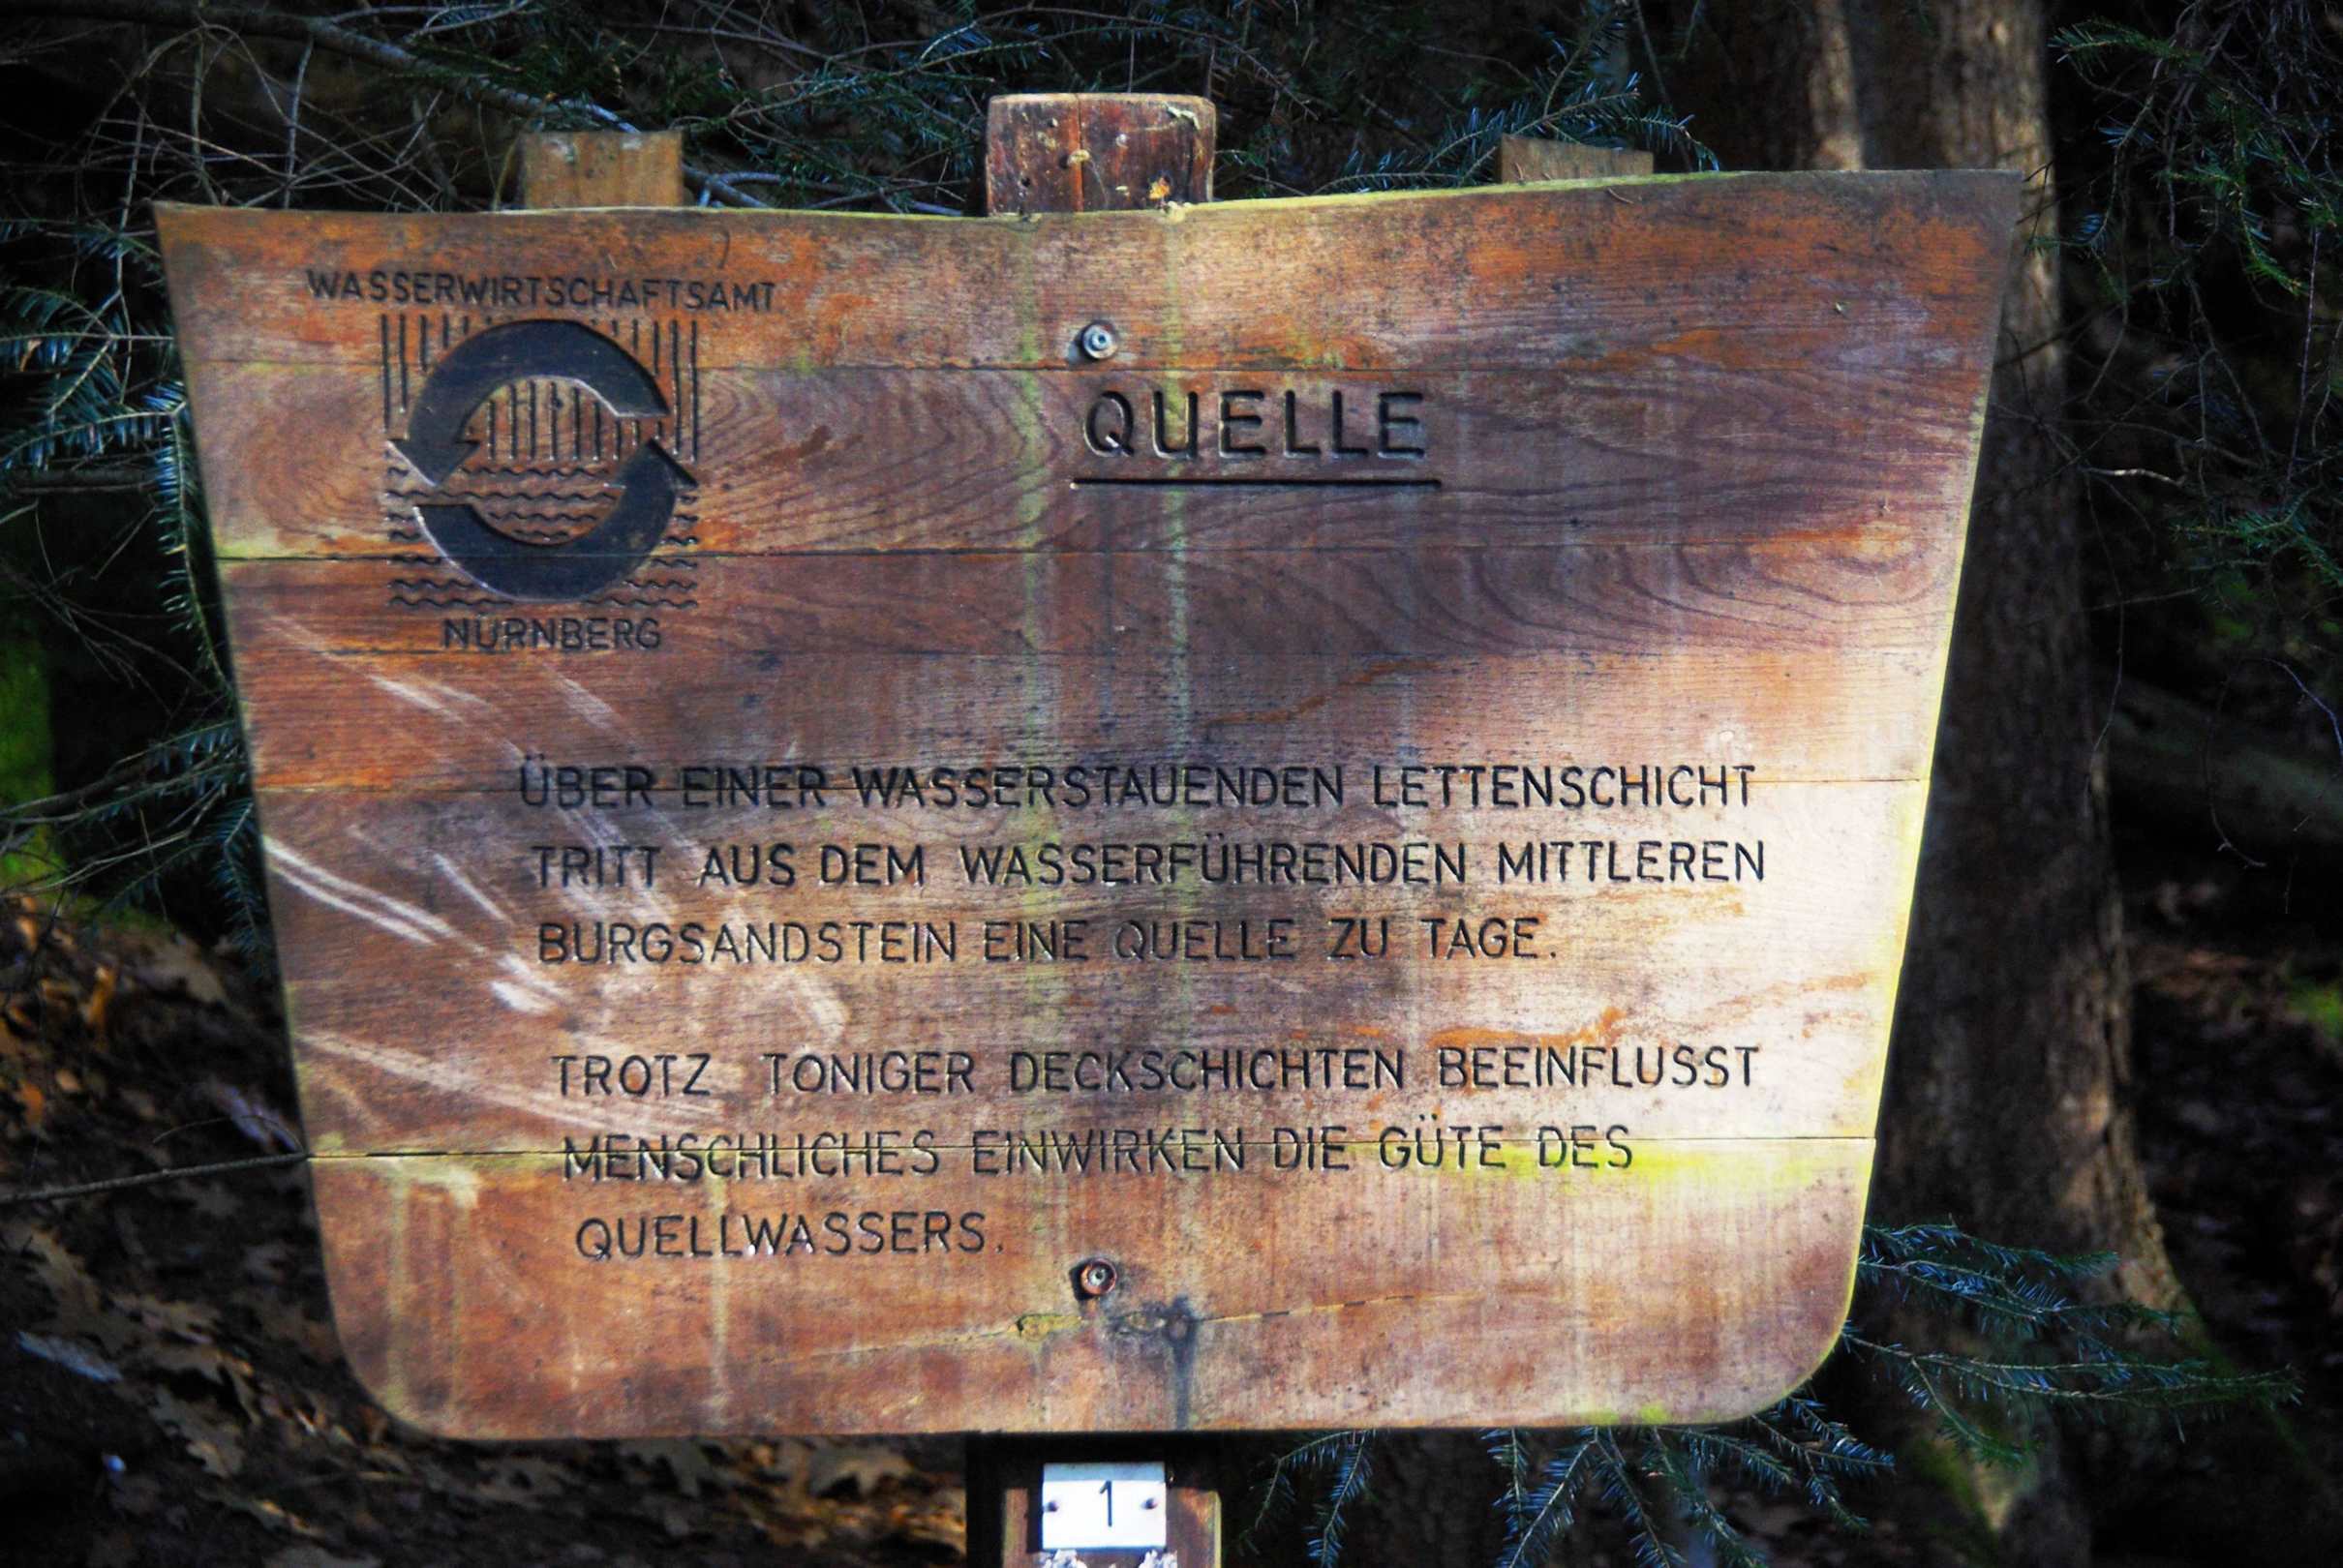 WASSERWIRTSCHAFTSAMT
NÜRNBERG
QUELLE
ÜBER EINER WASSERSTAUENDEN LETTENSCHICHT
TRITT AUS DEM WASSERFÜHRENDEN MITTLEREN
BURGSANDSTEIN EINE QUELLE ZU TAGE.
TROTZ TONIGER DECKSCHICHTEN BEEINFLUSST
MENSCHLICHES EINWIRKEN DIE GÜTE DES
QUELLWASSERS.
1